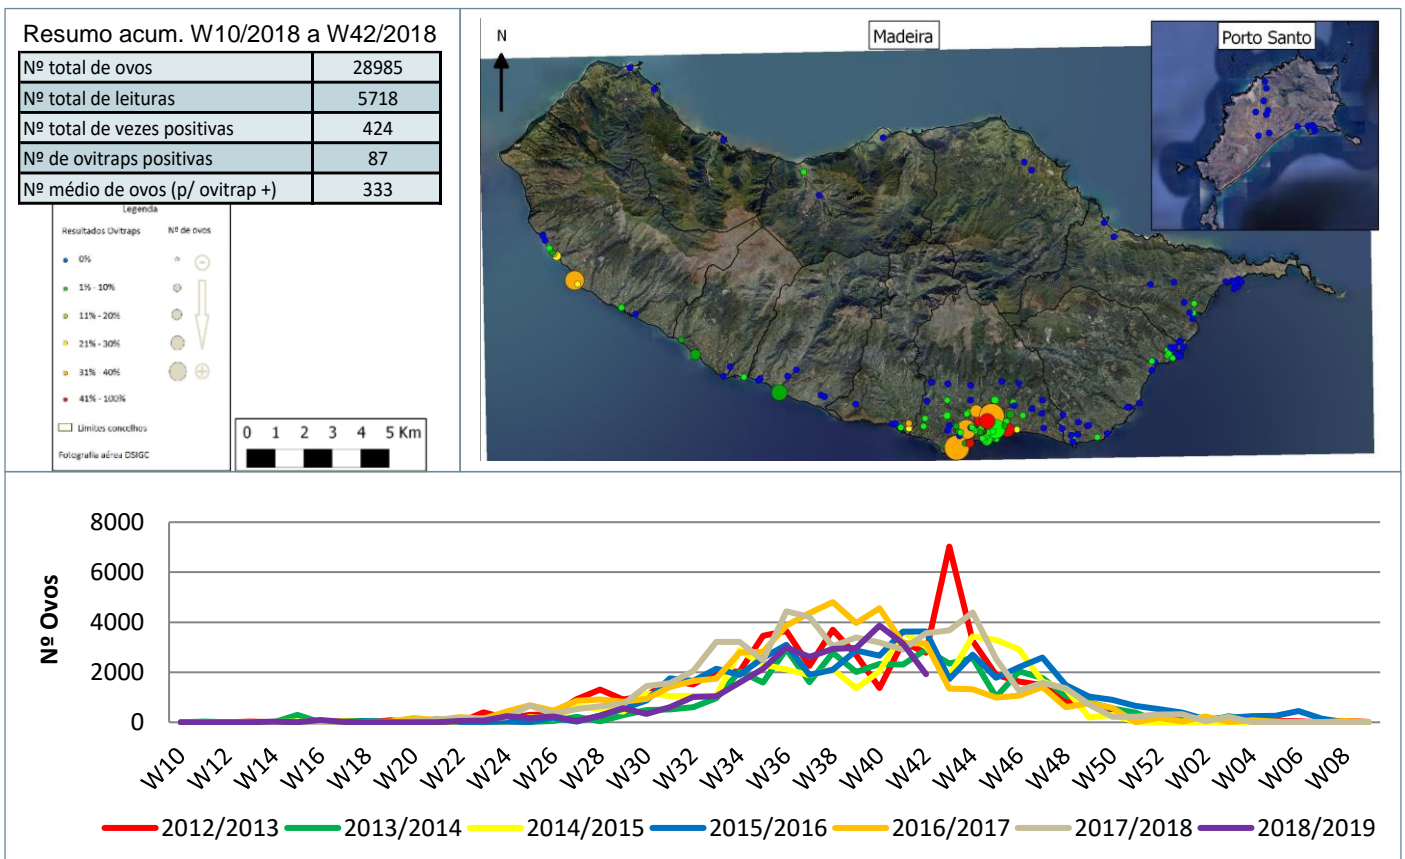 Resumo acum. W10/2018 a W42/2018
Nº total de ovos 28985
Nº total de leituras 5718
Nº total de vezes positivas 424
Nº de ovitraps positivas 87
Nº médio de ovos (p/ ovitrap +) 333
Legenda
Resultados Ovitraps Nº de ovos
0%
1% - 10%
11% - 20%
21% - 30%
31% - 40%
41% - 100%
Limites concelhos
Fotografia aérea DSIGC
0 1 2 3 4 5 Km
N
Madeira
Porto Santo
Nº Ovos
8000
6000
4000
2000
0
W10 W12 W14 W16 W18 W20 W22 W24 W26 W28 W30 W32 W34 W36 W38 W40 W42 W44 W46 W48 W50 W52 W02 W04 W06 W08
2012/2013 2013/2014 2014/2015 2015/2016 2016/2017 2017/2018 2018/2019